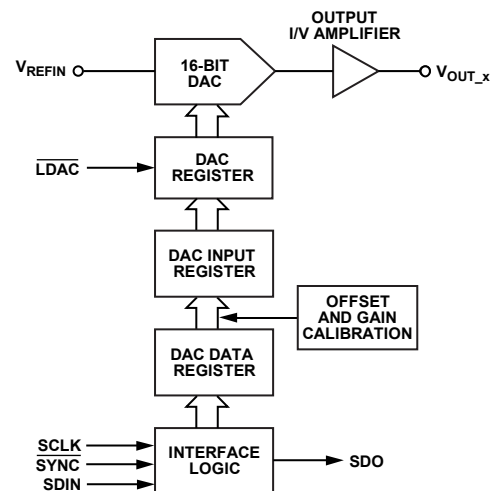 OUTPUT
I/V AMPLIFIER
VREFIN
16-BIT
DAC
VOUT_x
LDAC
DAC
REGISTER
DAC INPUT
REGISTER
OFFSET
AND GAIN
CALIBRATION
DAC DATA
REGISTER
SCLK
SYNC
SDIN
INTERFACE
LOGIC
SDO